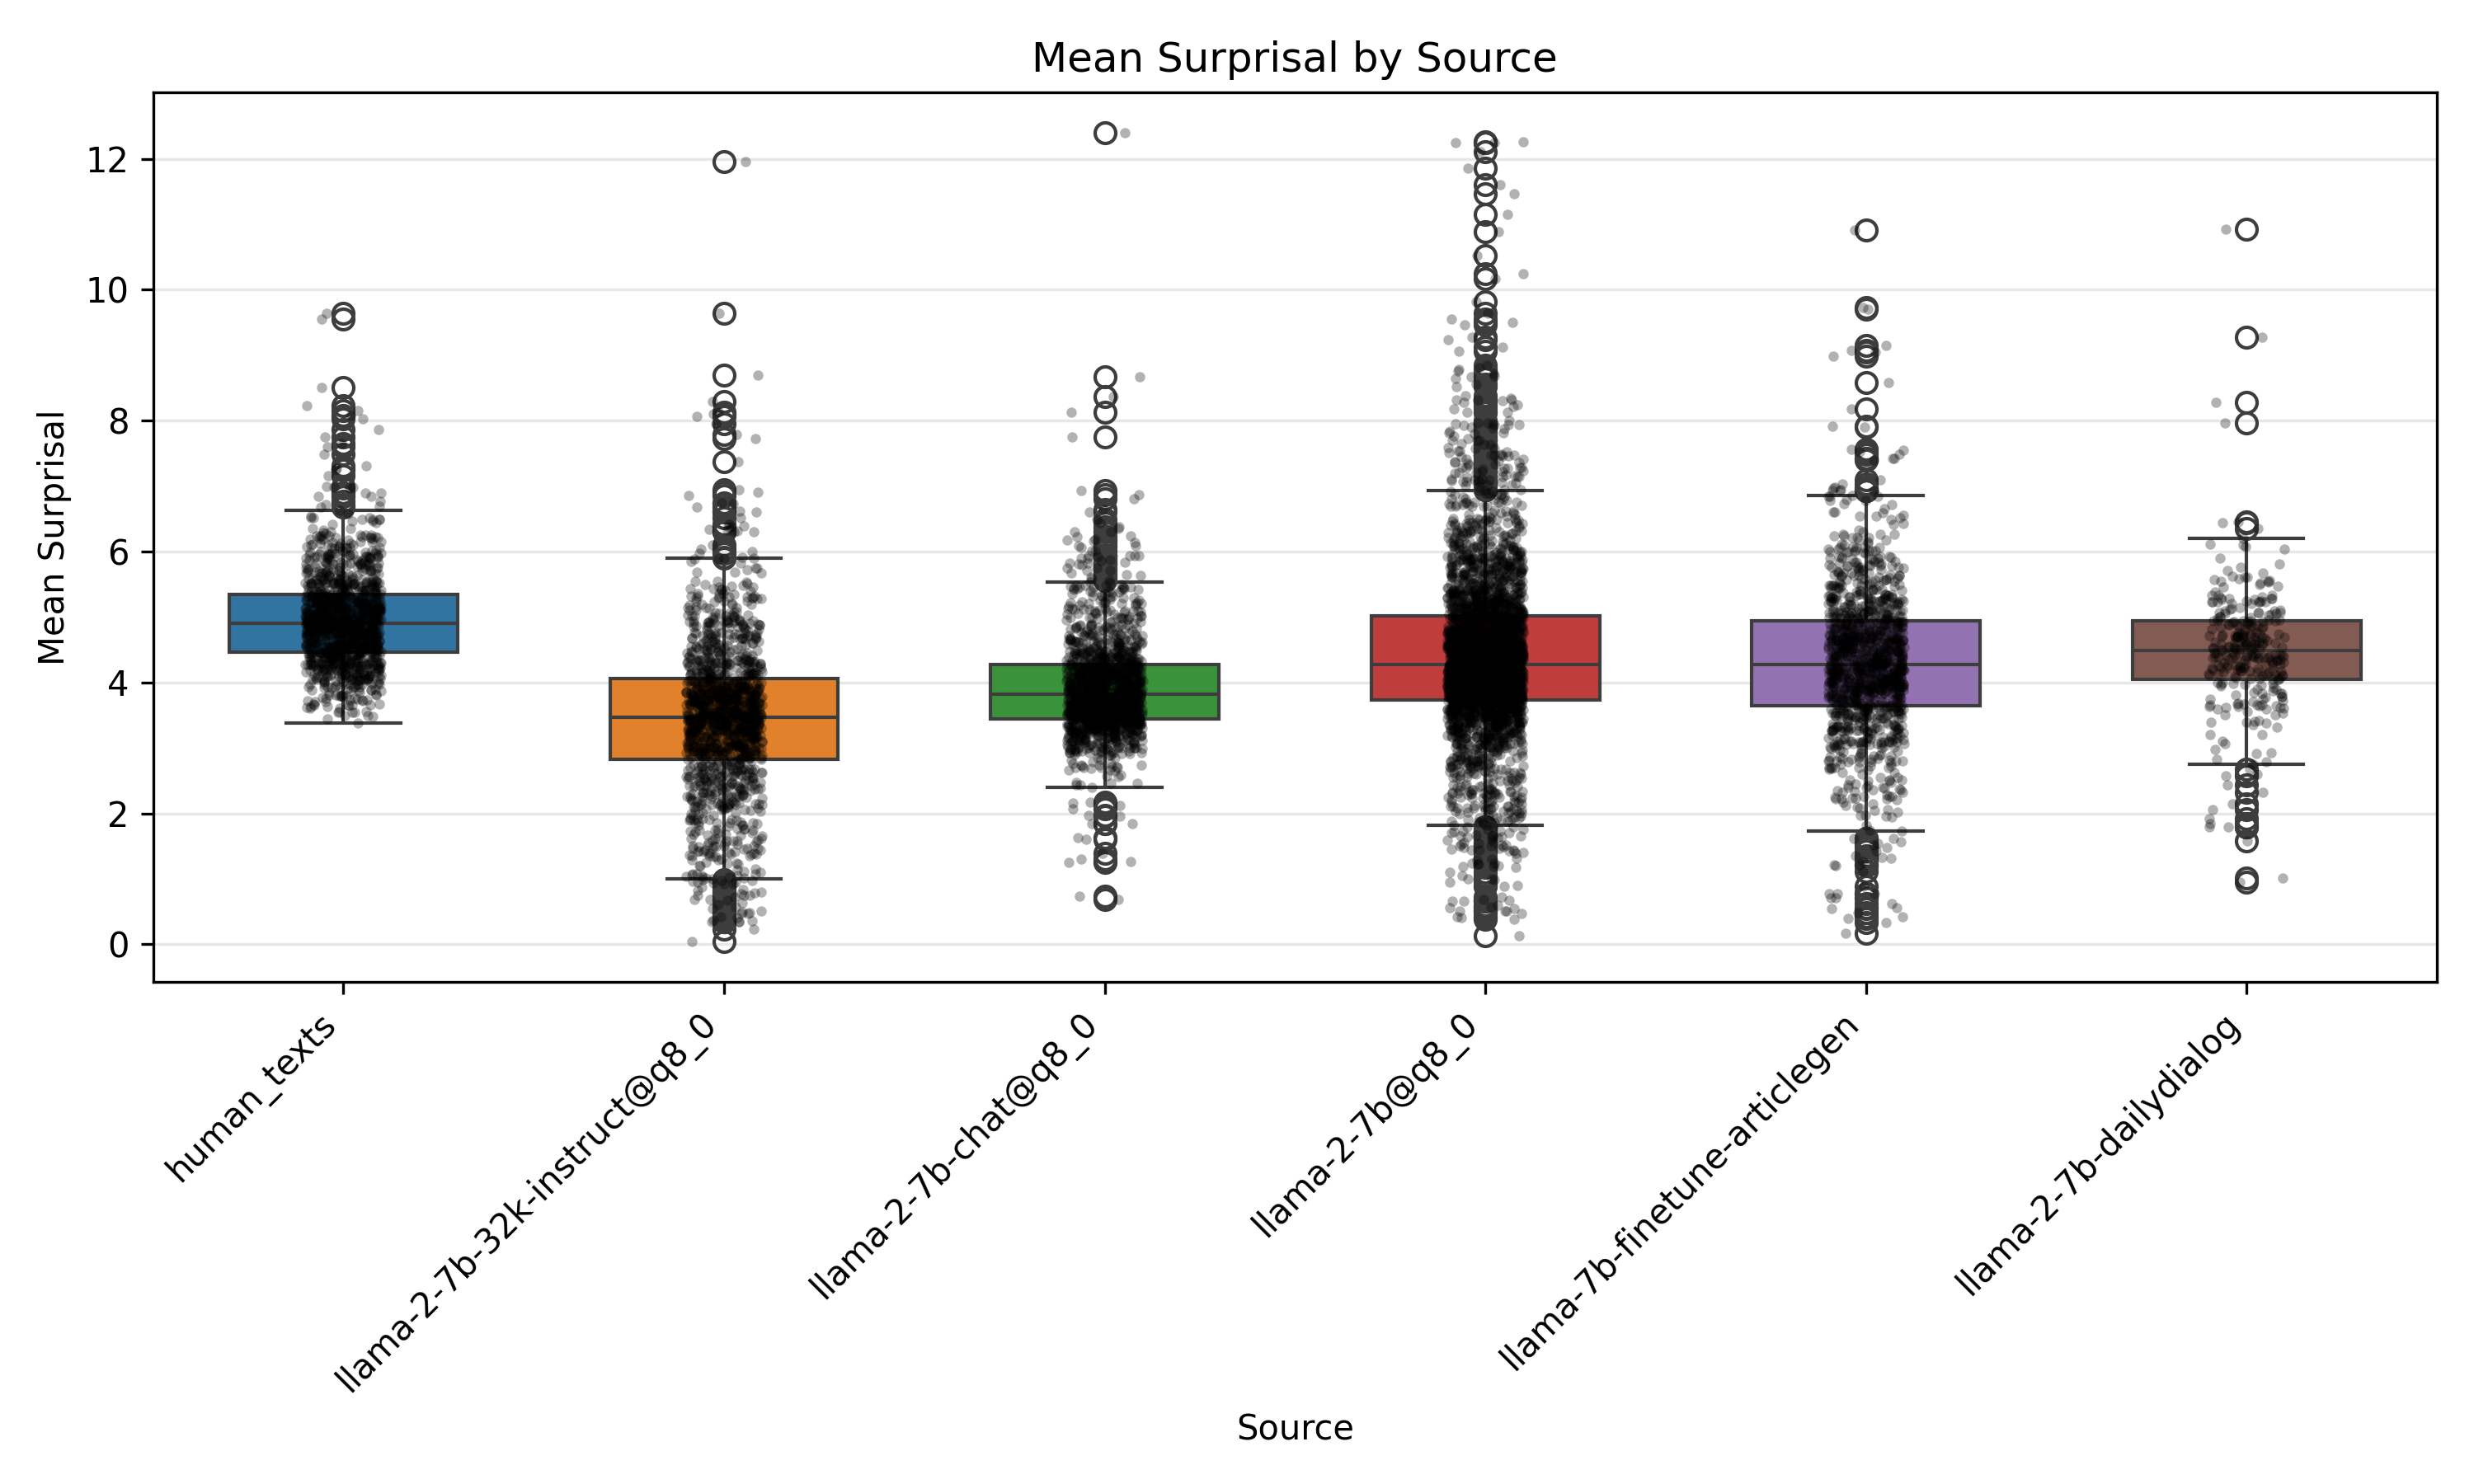 Mean Surprisal by Source
Mean Surprisal
12
10
8
6
4
2
0
human_texts
llama-2-7b-32k-instruct@q8_0
llama-2-7b-chat@q8_0
llama-2-7b@q8_0
llama-7b-finetune-articlegen
llama-2-7b-dailydialog
Source